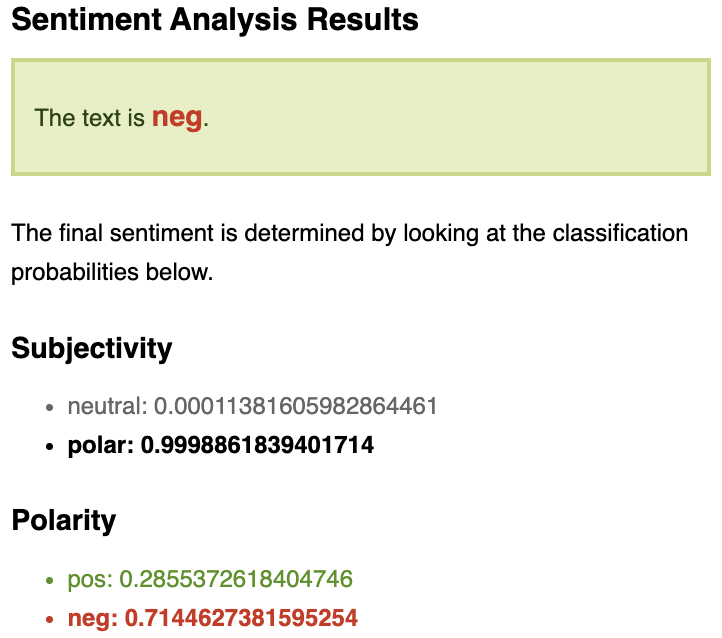 Sentiment Analysis Results
The text is neg.
The final sentiment is determined by looking at the classification
probabilities below.
Subjectivity
• neutral: 0.00011381605982864461
• polar: 0.9998861839401714
Polarity
• pos: 0.2855372618404746
• neg: 0.7144627381595254